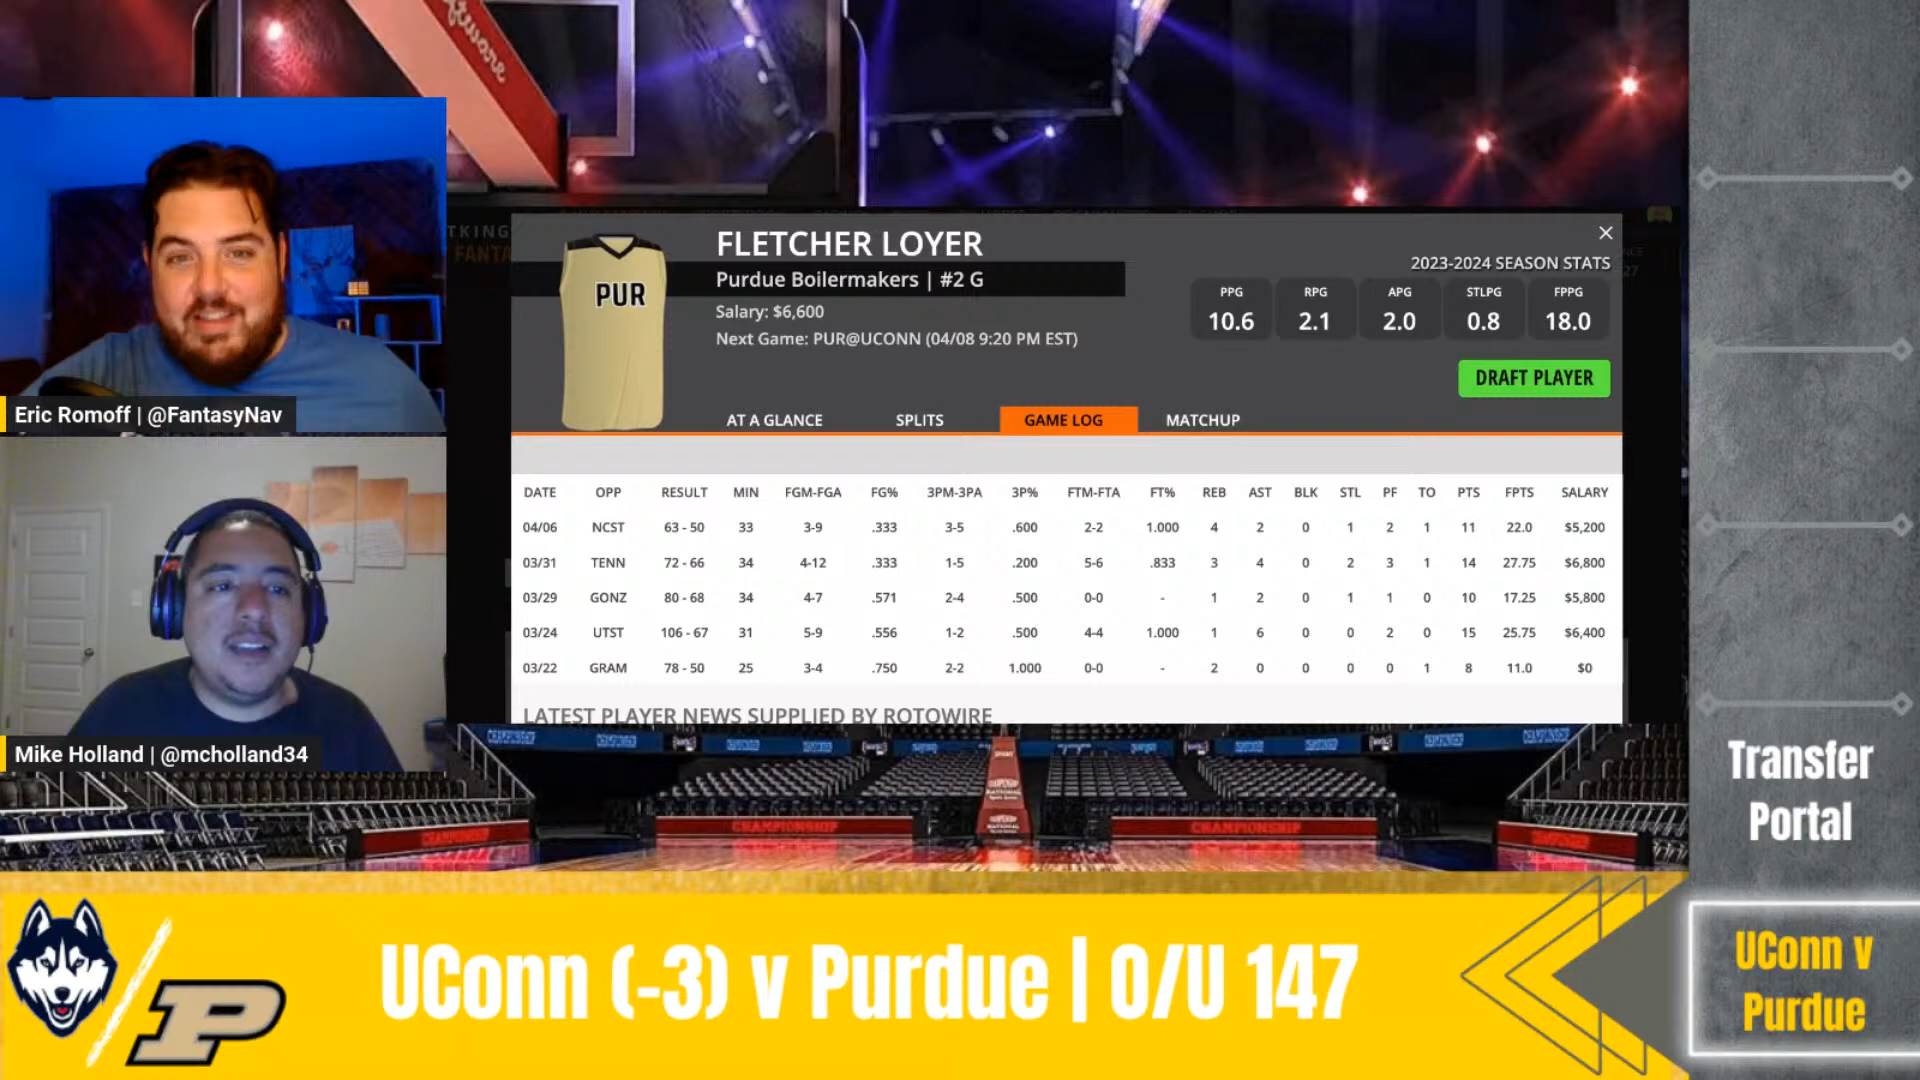 ftware
TKING
FANTA
FLETCHER LOYER
Purdue Boilermakers | #2 G
Salary: $6,600
Next Game: PUR@UCONN (04/08 9:20 PM EST)
PUR
2023-2024 SEASON STATS
PPG RPG APG STLPG FPPG
10.6 2.1 2.0 0.8 18.0
DRAFT PLAYER
AT A GLANCE SPLITS GAME LOG MATCHUP
DATE OPP RESULT MIN FGM-FGA FG% 3PM-3PA 3P% FTM-FTA FT% REB AST BLK STL PF TO PTS FPTS SALARY
04/06 NCST 63 - 50 33 3-9 .333 3-5 .600 2-2 1.000 4 2 0 1 2 1 11 22.0 $5,200
03/31 TENN 72 - 66 34 4-12 .333 1-5 .200 5-6 .833 3 4 0 2 3 1 14 27.75 $6,800
03/29 GONZ 80 - 68 34 4-7 .571 2-4 .500 0-0 - 1 2 0 1 1 0 10 17.25 $5,800
03/24 UTST 106 - 67 31 5-9 .556 1-2 .500 4-4 1.000 1 6 0 0 2 0 15 25.75 $6,400
03/22 GRAM 78 - 50 25 3-4 .750 2-2 1.000 0-0 - 2 0 0 0 0 1 8 11.0 $0
LATEST PLAYER NEWS SUPPLIED BY ROTOWIRE
Eric Romoff | @FantasyNav
Mike Holland | @mcholland34
CHAMPIONSHIP
CHAMPIONSHIP
Transfer
Portal
UConn v
Purdue
UConn (-3) v Purdue | O/U 147
P